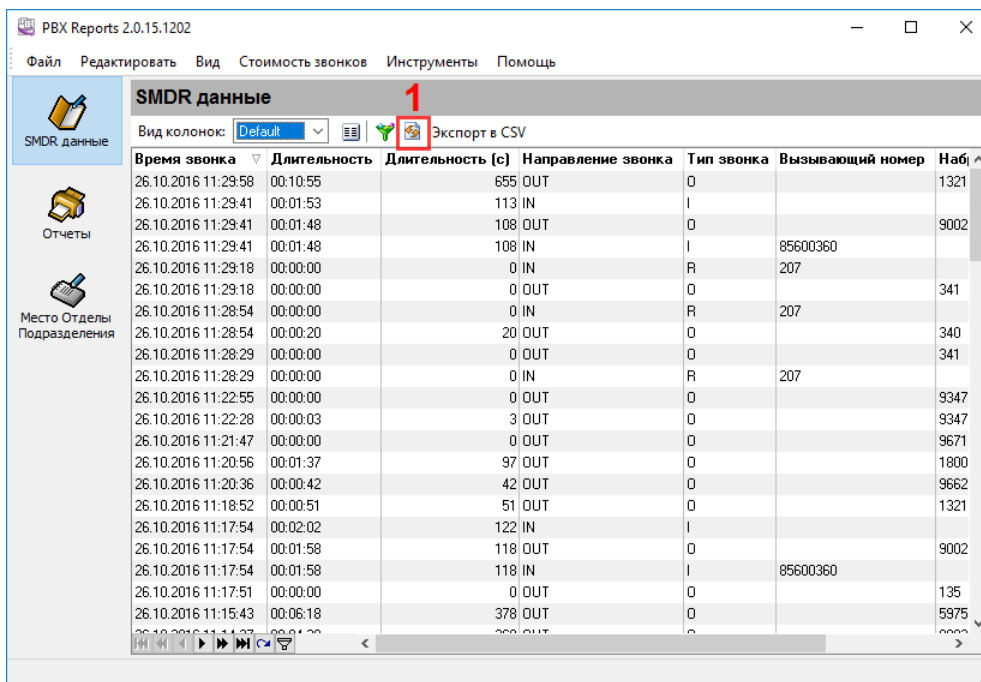 PBX Reports 2.0.15.1202
Файл Редактировать Вид Стоимость звонков Инструменты Помощь
SMDR данные
Отчеты
Место Отделы
Подразделения
SMDR данные
1
Вид колонок: Default Экспорт в CSV
Время звонка Длительность Длительность (с) Направление звонка Тип звонка Вызывающий номер
26.10.2016 11:29:58 00:10:55 655 OUT O 1321
26.10.2016 11:29:41 00:01:53 113 IN I
26.10.2016 11:29:41 00:01:48 108 OUT O 9002
26.10.2016 11:29:41 00:01:48 108 IN I 85600360
26.10.2016 11:29:18 00:00:00 0 IN R 207
26.10.2016 11:29:18 00:00:00 0 OUT O 341
26.10.2016 11:28:54 00:00:00 0 IN R 207
26.10.2016 11:28:54 00:00:20 20 OUT O 340
26.10.2016 11:28:29 00:00:00 0 OUT O 341
26.10.2016 11:28:29 00:00:00 0 IN R 207
26.10.2016 11:22:55 00:00:00 0 OUT O 9347
26.10.2016 11:22:28 00:00:03 3 OUT O 9347
26.10.2016 11:21:47 00:00:00 0 OUT O 9671
26.10.2016 11:20:56 00:01:37 97 OUT O 1800
26.10.2016 11:20:36 00:00:42 42 OUT O 9662
26.10.2016 11:18:52 00:00:51 51 OUT O 1321
26.10.2016 11:17:54 00:02:02 122 IN I
26.10.2016 11:17:54 00:01:58 118 OUT O 9002
26.10.2016 11:17:54 00:01:58 118 IN I 85600360
26.10.2016 11:17:51 00:00:00 0 OUT O 135
26.10.2016 11:15:43 00:06:18 378 OUT O 5975